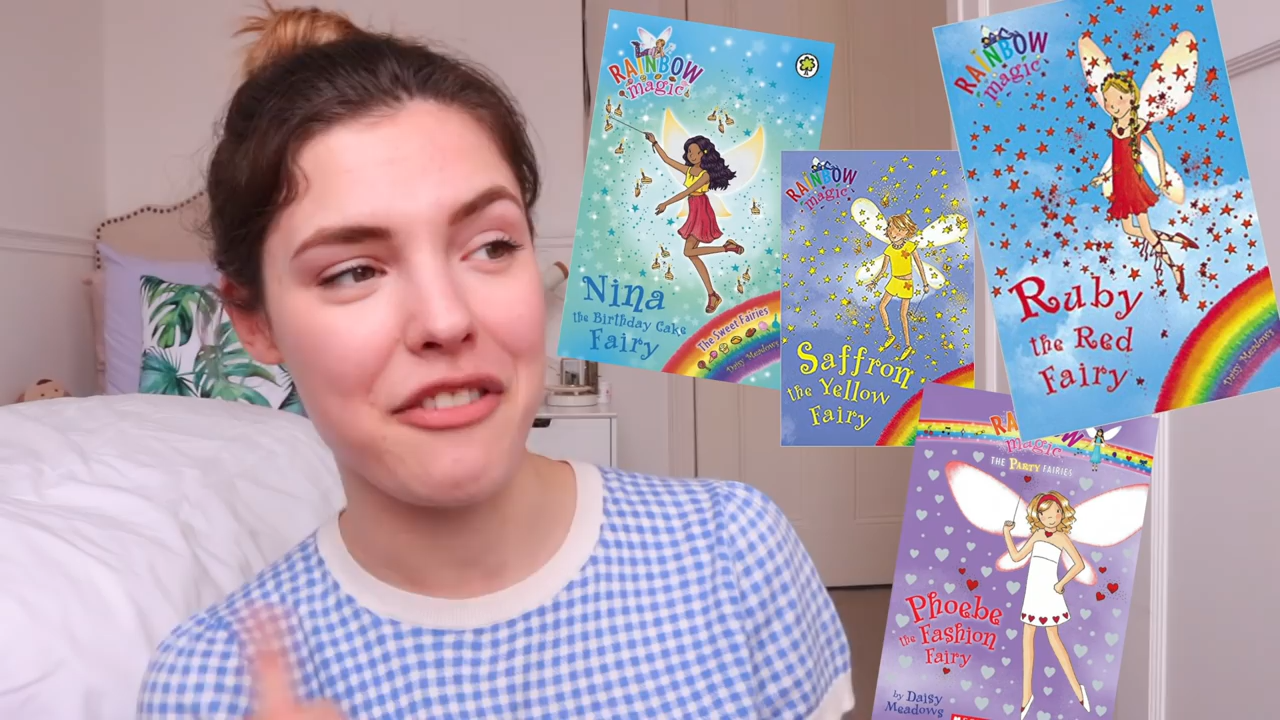 RAINBOW
magic
Nina
the Birthday Cake
Fairy
The Sweet Fairies
Daisy Meadows
RAINBOW
magic
Saffron
the Yellow
Fairy
RAINBOW
magic
Ruby
the Red
Fairy
Daisy Meadows
magic
THE PARTY FAIRIES
Phoebe
the Fashion
Fairy
by Daisy
Meadows